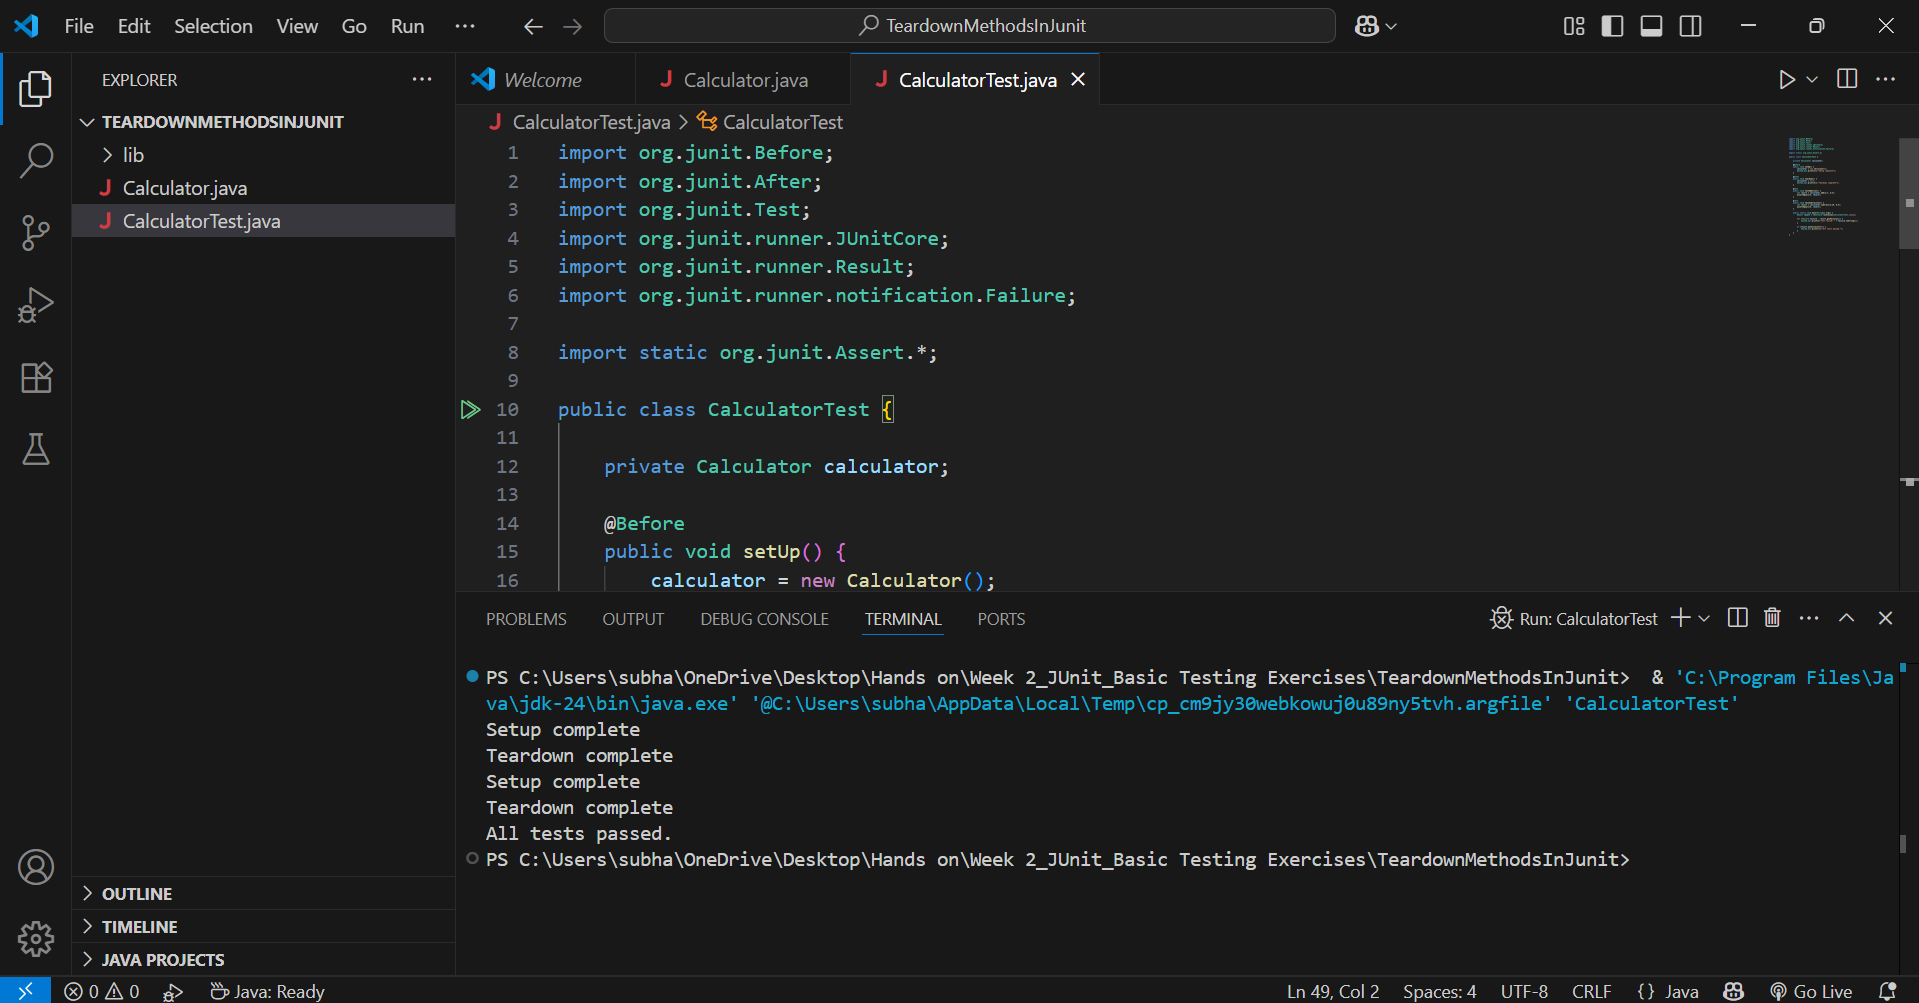 File Edit Selection View Go Run ··· TeardownMethodsInJunit
EXPLORER ···
TEARDOWNMETHODSINJUNIT
lib
J Calculator.java
J CalculatorTest.java
OUTLINE
TIMELINE
JAVA PROJECTS
Welcome J Calculator.java J CalculatorTest.java
J CalculatorTest.java > CalculatorTest
1 import org.junit.Before;
2 import org.junit.After;
3 import org.junit.Test;
4 import org.junit.runner.JUnitCore;
5 import org.junit.runner.Result;
6 import org.junit.runner.notification.Failure;
7
8 import static org.junit.Assert.*;
9
10 public class CalculatorTest {
11
12 private Calculator calculator;
13
14 @Before
15 public void setUp() {
16 calculator = new Calculator();
PROBLEMS OUTPUT DEBUG CONSOLE TERMINAL PORTS Run: CalculatorTest
PS C:\Users\subha\OneDrive\Desktop\Hands on\Week 2_JUnit_Basic Testing Exercises\TeardownMethodsInJunit> & 'C:\Program Files\Ja
va\jdk-24\bin\java.exe' '@C:\Users\subha\AppData\Local\Temp\cp_cm9jy30webkowuj0u89ny5tvh.argfile' 'CalculatorTest'
Setup complete
Teardown complete
Setup complete
Teardown complete
All tests passed.
PS C:\Users\subha\OneDrive\Desktop\Hands on\Week 2_JUnit_Basic Testing Exercises\TeardownMethodsInJunit>
0 0 Java: Ready Ln 49, Col 2 Spaces: 4 UTF-8 CRLF {} Java Go Live